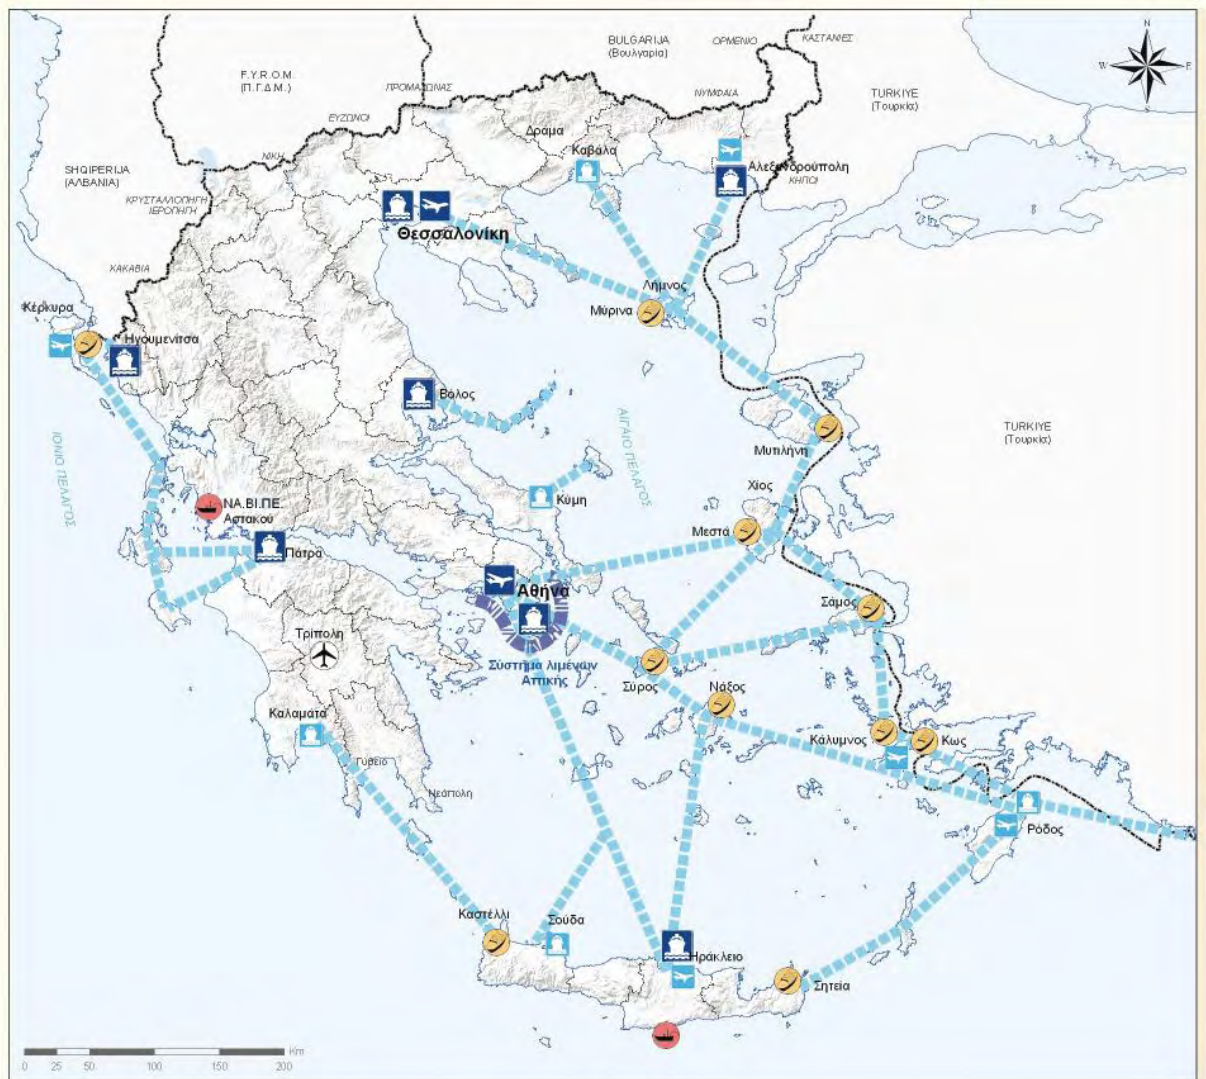 N
W
E
S
BULGARIJA
(Βουλγαρία)
ΟΡΜΕΝΙΟ
ΚΑΣΤΑΝΙΕΣ
F.Y.R.O.M.
(Π.Γ.Δ.Μ.)
ΠΡΟΜΑΧΩΝΑΣ
ΝΥΜΦΑΙΑ
TURKIYE
(Τουρκία)
ΕΥΖΩΝΟΙ
Δράμα
Καβάλα
ΝΙΚΗ
SHQIPERIJA
(ΑΛΒΑΝΙΑ)
Αλεξανδρούπολη
ΚΗΠΟΙ
ΚΡΥΣΤΑΛΛΟΠΗΓΗ
ΙΕΡΟΠΗΓΗ
Θεσσαλονίκη
ΚΑΚΑΒΙΑ
Λήμνος
Μύρινα
Κέρκυρα
Ηγουμενίτσα
Βόλος
ΑΙΓΑΙΟ ΠΕΛΑΓΟΣ
TURKIYE
(Τουρκία)
ΙΟΝΙΟ ΠΕΛΑΓΟΣ
Μυτιλήνη
Χίος
ΝΑ.ΒΙ.ΠΕ.
Αστακού
Κύμη
Μεστά
Πάτρα
Αθήνα
Σάμος
Τρίπολη
Σύστημα λιμένων
Αττικής
Σύρος
Νάξος
Καλαμάτα
Κάλυμνος
Κως
Γύθειο
Νεάπολη
Ρόδος
Καστέλλι
Σούδα
Ηράκλειο
Σητεία
Km
0 25 50 100 150 200